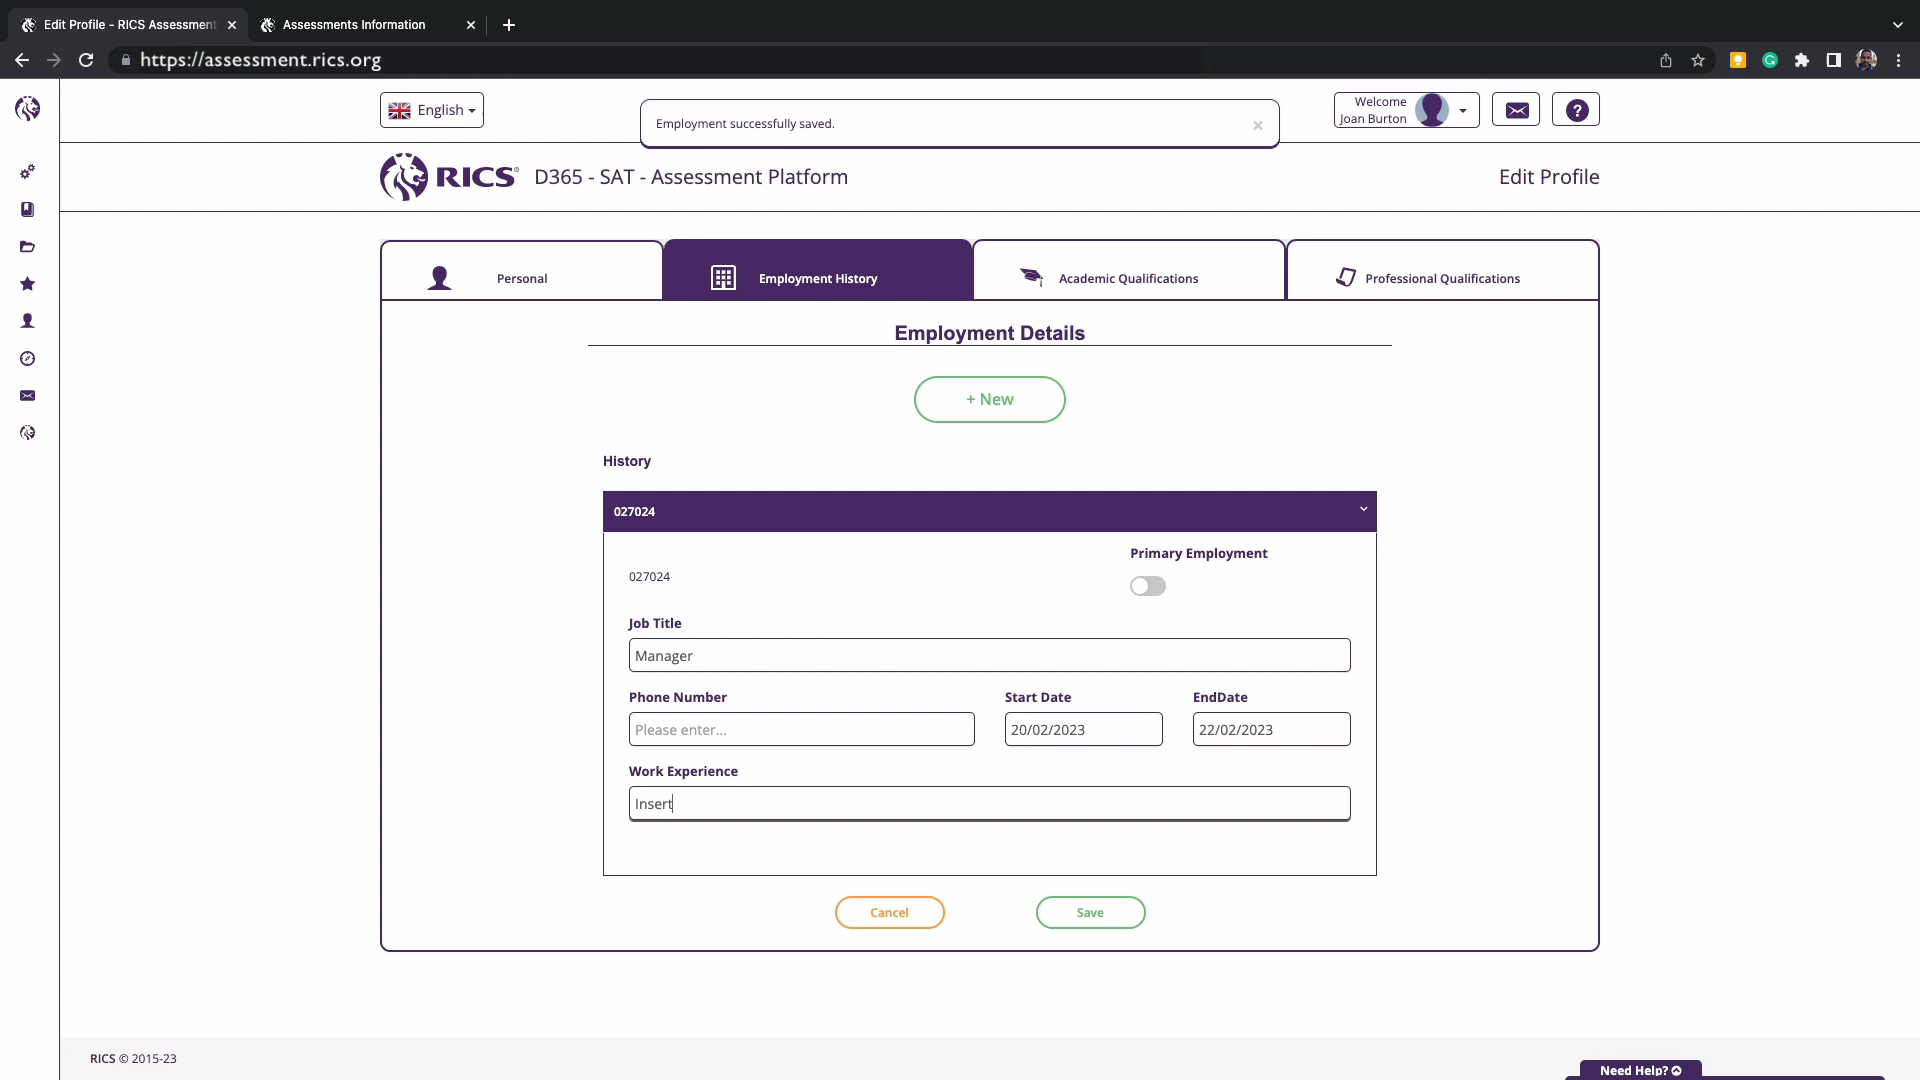 Edit Profile - RICS Assessment
Assessments Information
https://assessment.rics.org
English
Employment successfully saved.
Welcome
Joan Burton
?
RICS® D365 - SAT - Assessment Platform
Edit Profile
Personal
Employment History
Academic Qualifications
Professional Qualifications
Employment Details
+ New
History
027024
Primary Employment
027024
Job Title
Manager
Phone Number
Start Date
EndDate
Please enter...
20/02/2023
22/02/2023
Work Experience
Insert
Cancel
Save
RICS © 2015-23
Need Help?